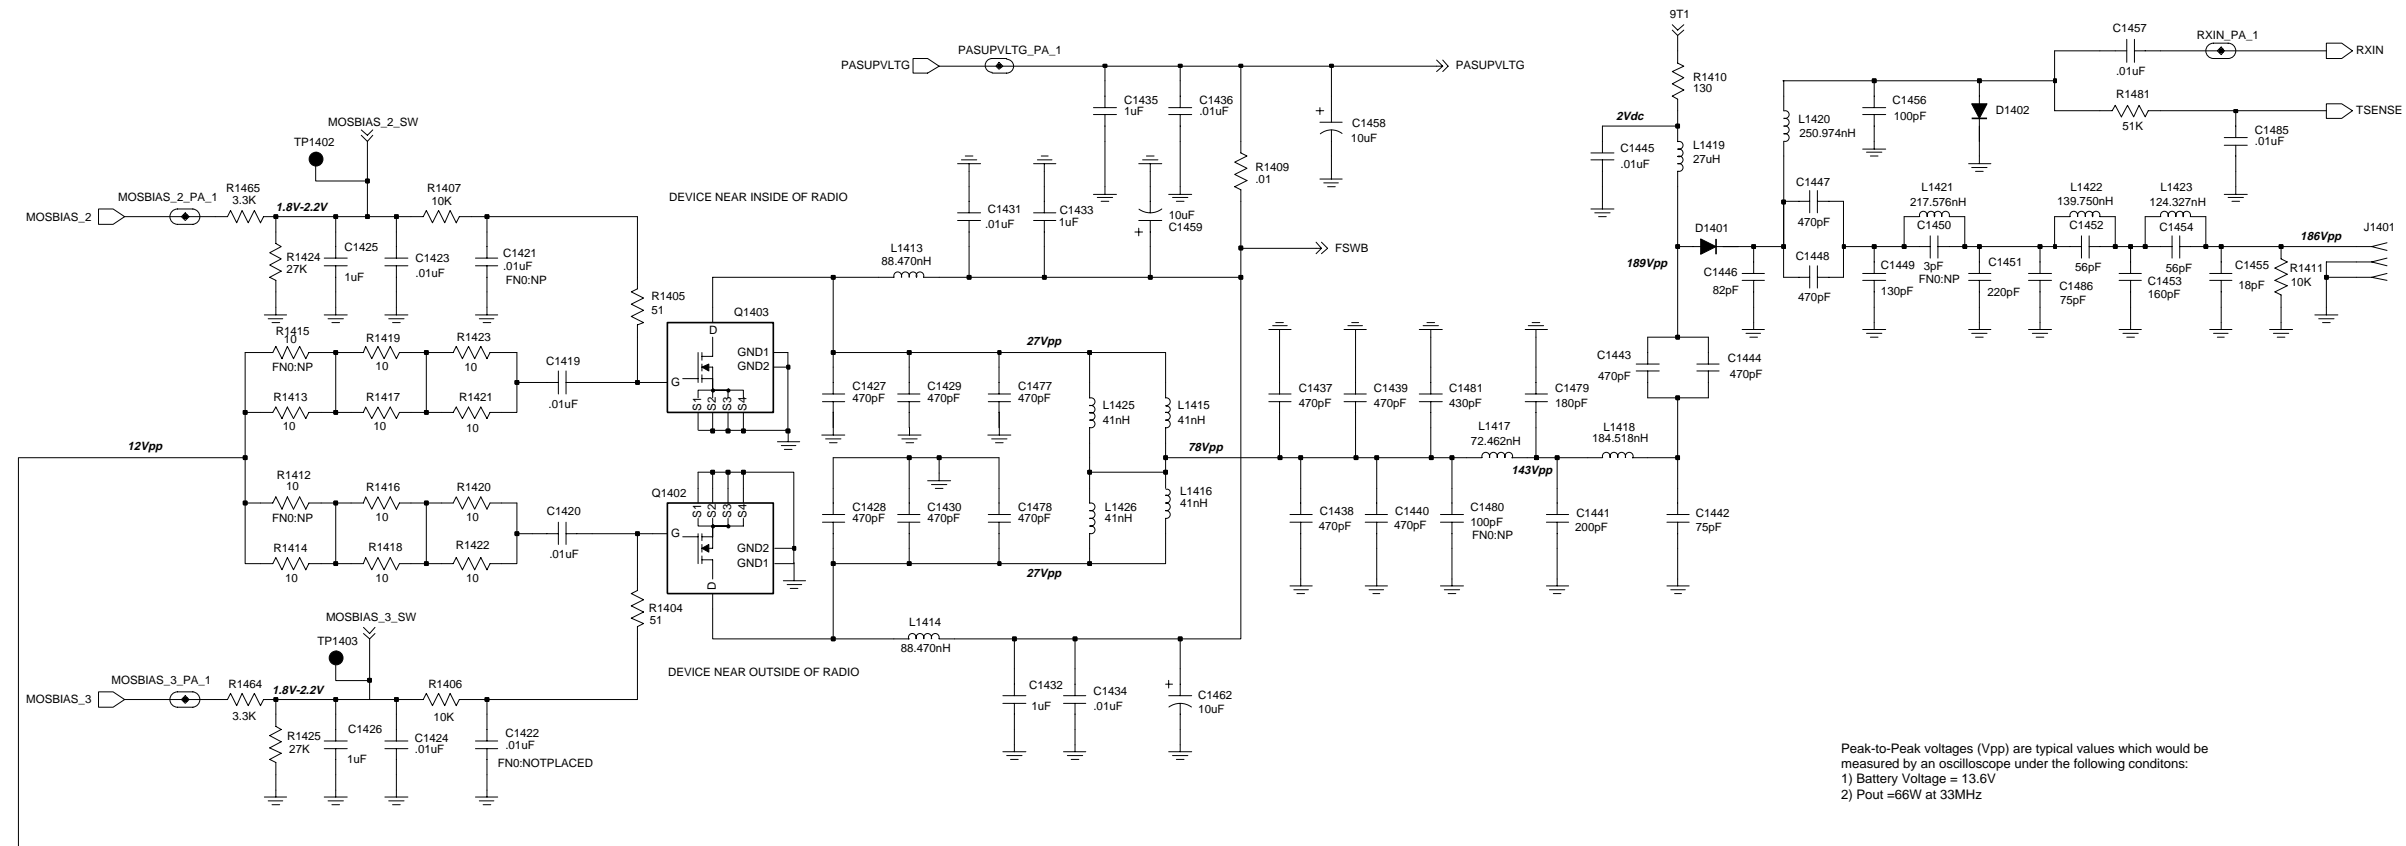 9T1
C1457
.01uF
RXIN_PA_1
RXIN
PASUPVLTG
PASUPVLTG_PA_1
PASUPVLTG
R1410
130
C1435
1uF
C1436
.01uF
C1458
10uF
+
2Vdc
C1445
.01uF
L1419
27uH
L1420
250.974nH
C1456
100pF
D1402
R1481
51K
TSENSE
C1485
.01uF
MOSBIAS_2_SW
TP1402
MOSBIAS_2
MOSBIAS_2_PA_1
R1465
3.3K
1.8V-2.2V
R1407
10K
R1424
27K
C1425
1uF
C1423
.01uF
C1421
.01uF
FN0:NP
DEVICE NEAR INSIDE OF RADIO
R1409
.01
C1431
.01uF
C1433
1uF
10uF
C1459
+
FSWB
L1413
88.470nH
R1405
51
Q1403
D
G
S1
S2
S3
S4
GND1
GND2
D1401
189Vpp
C1446
82pF
C1447
470pF
C1448
470pF
C1449
130pF
L1421
217.576nH
C1450
3pF
FN0:NP
C1451
220pF
C1486
75pF
L1422
139.750nH
C1452
56pF
C1453
160pF
L1423
124.327nH
C1454
56pF
C1455
18pF
R1411
10K
186Vpp
J1401
R1415
10
FN0:NP
R1419
10
R1423
10
R1413
10
R1417
10
R1421
10
C1419
.01uF
27Vpp
C1427
470pF
C1429
470pF
C1477
470pF
L1425
41nH
L1415
41nH
C1437
470pF
C1439
470pF
C1481
430pF
C1479
180pF
C1443
470pF
C1444
470pF
12Vpp
78Vpp
L1417
72.462nH
143Vpp
L1418
184.518nH
R1412
10
FN0:NP
R1416
10
R1420
10
R1414
10
R1418
10
R1422
10
C1420
.01uF
Q1402
S1
S2
S3
S4
G
D
GND2
GND1
C1428
470pF
C1430
470pF
C1478
470pF
L1426
41nH
L1416
41nH
27Vpp
C1438
470pF
C1440
470pF
C1480
100pF
FN0:NP
C1441
200pF
C1442
75pF
R1404
51
L1414
88.470nH
DEVICE NEAR OUTSIDE OF RADIO
MOSBIAS_3_SW
TP1403
MOSBIAS_3
MOSBIAS_3_PA_1
R1464
3.3K
1.8V-2.2V
R1406
10K
R1425
27K
C1426
1uF
C1424
.01uF
C1422
.01uF
FN0:NOTPLACED
C1432
1uF
C1434
.01uF
+
C1462
10uF
Peak-to-Peak voltages (Vpp) are typical values which would be
measured by an oscilloscope under the following conditons:
1) Battery Voltage = 13.6V
2) Pout =66W at 33MHz